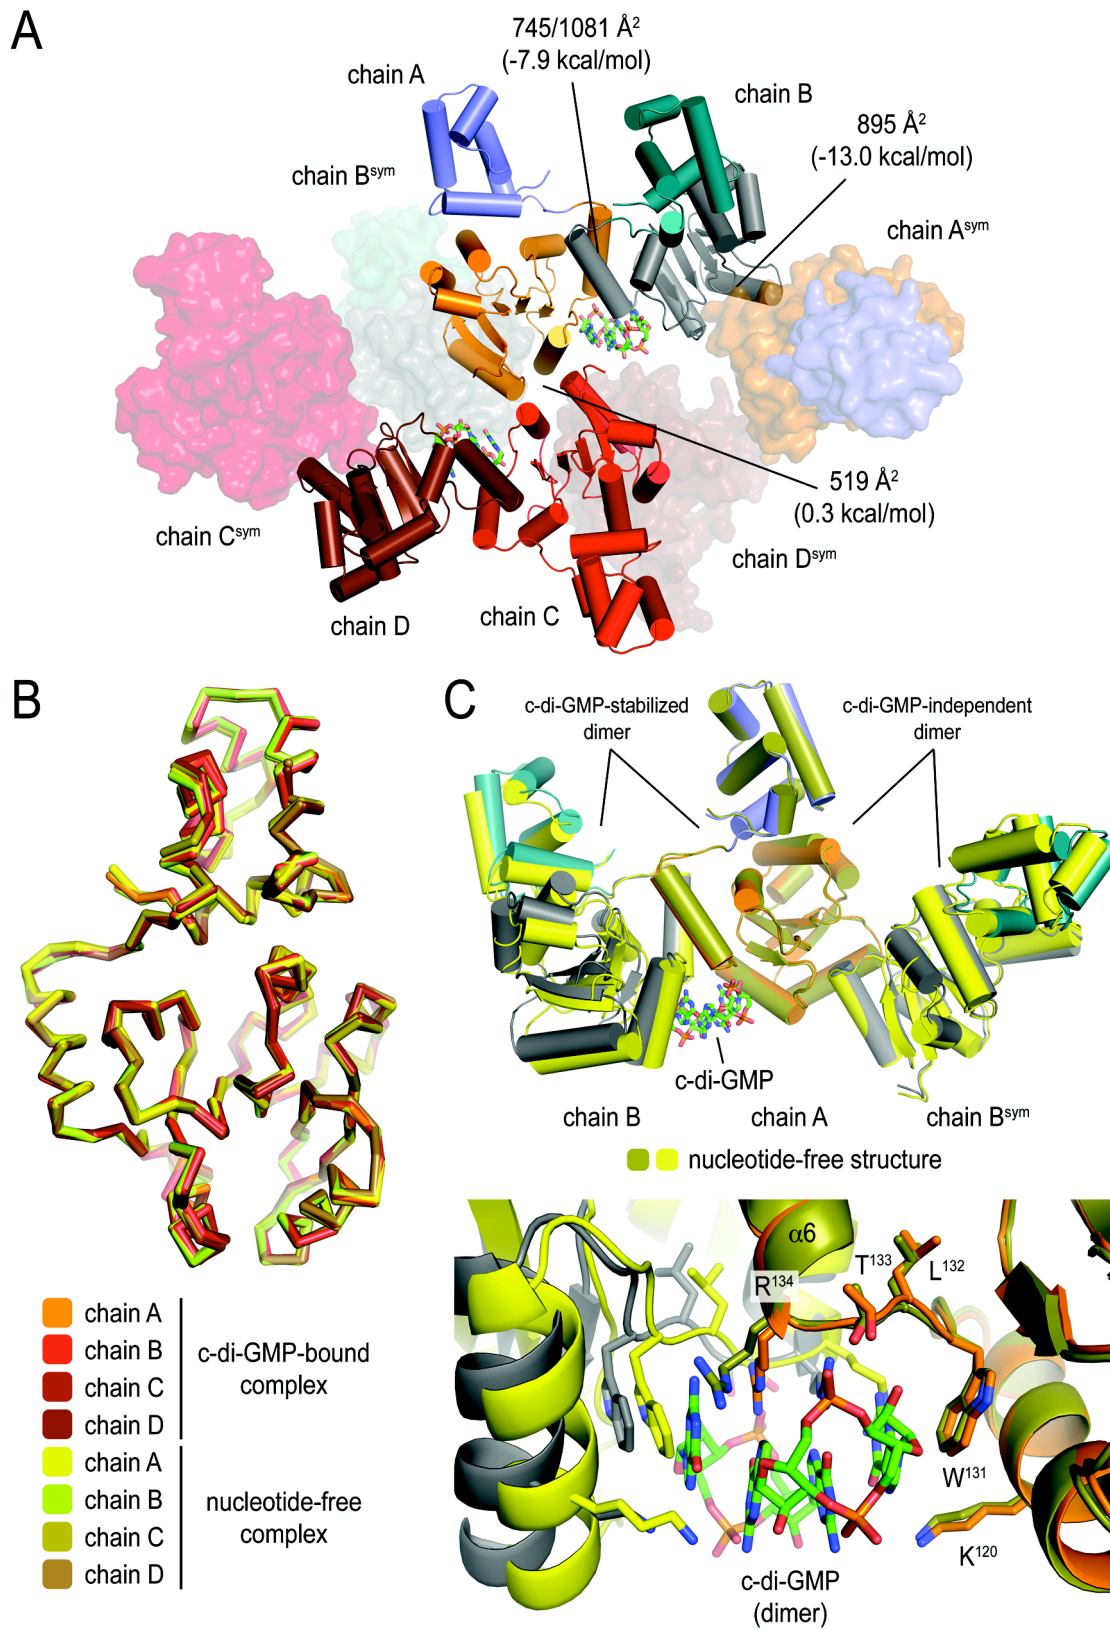 A
745/1081 Å²
(-7.9 kcal/mol)
chain A
chain B
895 Å²
(-13.0 kcal/mol)
chain Bˢʸᵐ
chain Aˢʸᵐ
519 Å²
(0.3 kcal/mol)
chain Cˢʸᵐ
chain Dˢʸᵐ
chain C
chain D
B
chain A
chain B
chain C
chain D
c-di-GMP-bound
complex
chain A
chain B
chain C
chain D
nucleotide-free
complex
C
c-di-GMP-stabilized
dimer
c-di-GMP-independent
dimer
c-di-GMP
chain B
chain A
chain Bˢʸᵐ
nucleotide-free structure
α6
R¹³⁴
T¹³³
L¹³²
W¹³¹
K¹²⁰
c-di-GMP
(dimer)